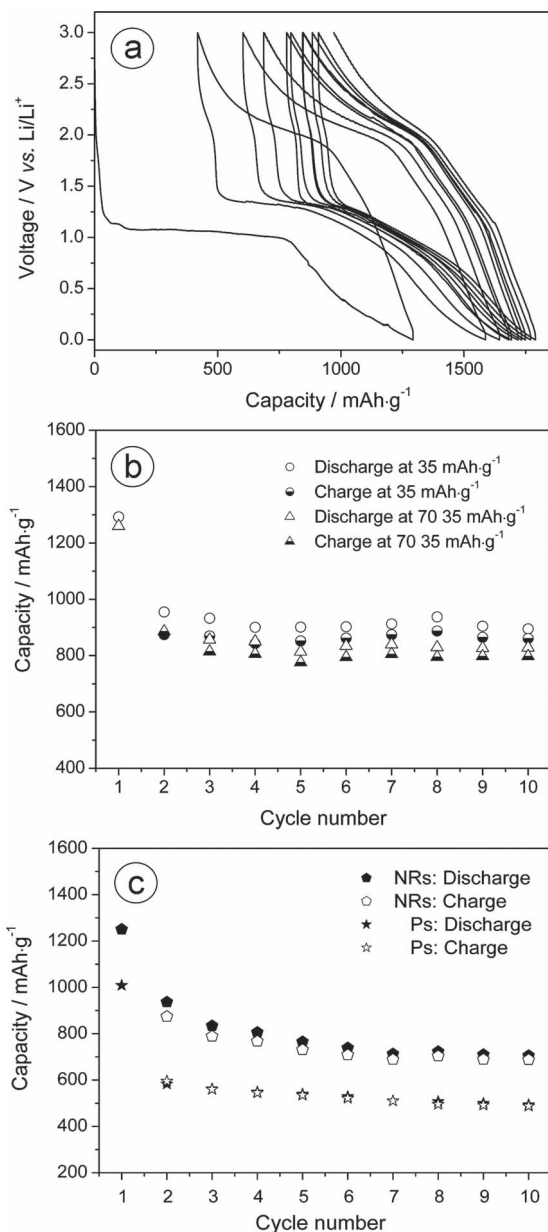 a
3.0
2.5
2.0
1.5
1.0
0.5
0.0
Voltage / V vs. Li/Li⁺
0 500 1000 1500
Capacity / mAh·g⁻¹
b
1600
1400
1200
1000
800
600
400
Capacity / mAh·g⁻¹
Discharge at 35 mAh·g⁻¹
Charge at 35 mAh·g⁻¹
Discharge at 70 35 mAh·g⁻¹
Charge at 70 35 mAh·g⁻¹
1 2 3 4 5 6 7 8 9 10
Cycle number
c
1600
1400
1200
1000
800
600
400
200
Capacity / mAh·g⁻¹
NRs: Discharge
NRs: Charge
Ps: Discharge
Ps: Charge
1 2 3 4 5 6 7 8 9 10
Cycle number